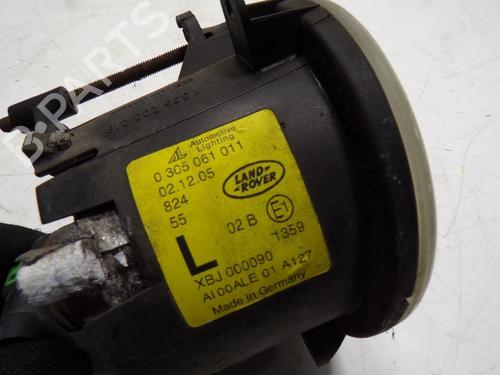 B-PARTS
Automotive
Lighting
0 305 061 011
02.12.05
824
55
LAND-
-ROVER
02 B
E1
1359
L
XBJ 000090
AI 00ALE 01 A127
Made in Germany